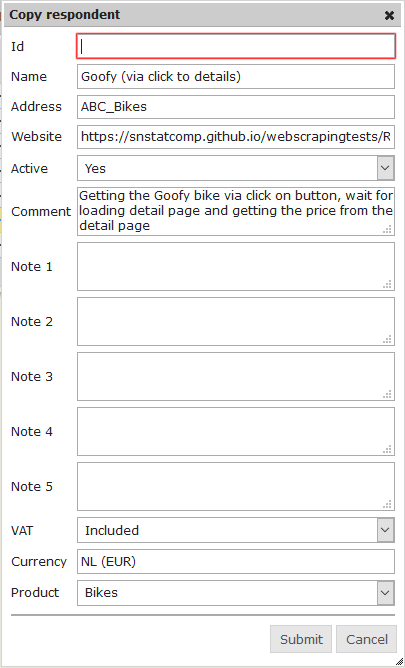 Copy respondent
Id
Name Goofy (via click to details)
Address ABC_Bikes
Website https://snstatcomp.github.io/webscrapingtests/R
Active Yes
Comment Getting the Goofy bike via click on button, wait for
loading detail page and getting the price from the
detail page
Note 1
Note 2
Note 3
Note 4
Note 5
VAT Included
Currency NL (EUR)
Product Bikes
Submit Cancel